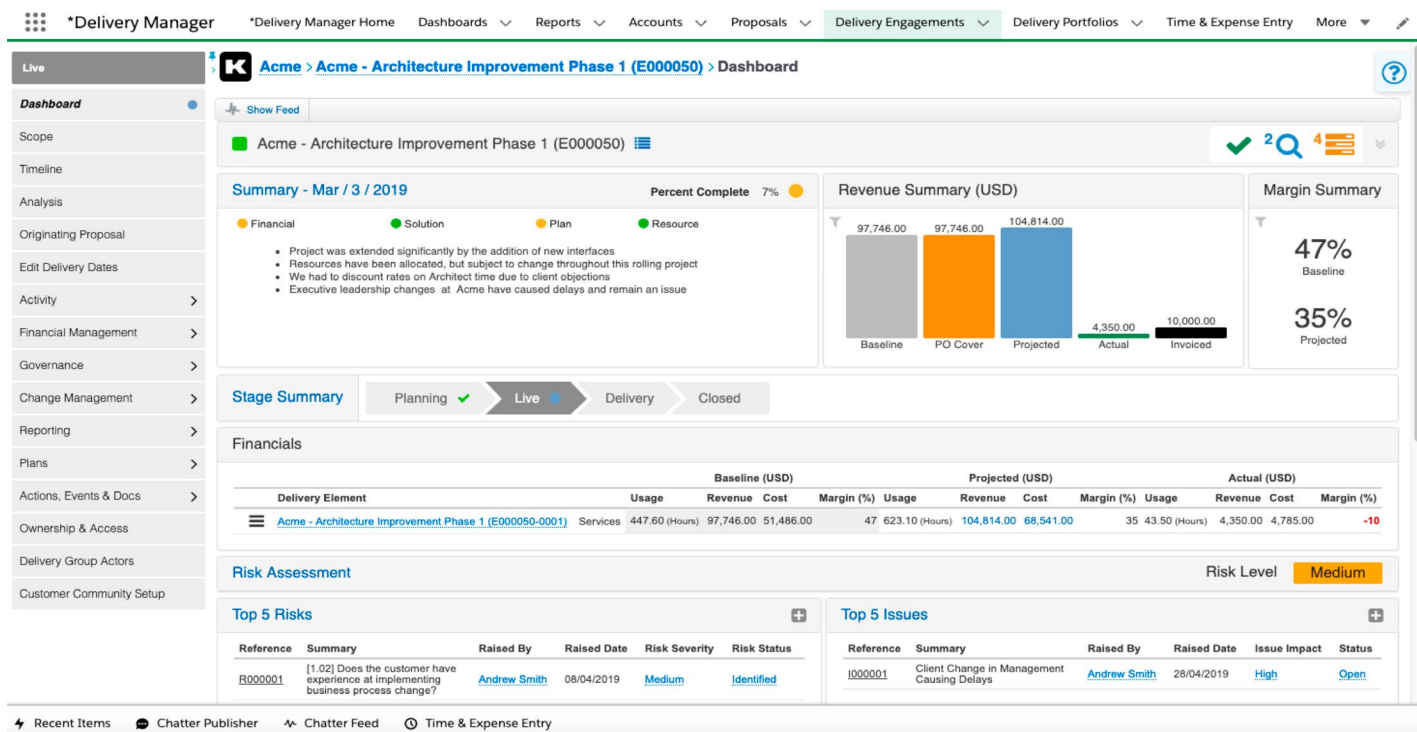 *Delivery Manager
*Delivery Manager Home Dashboards Reports Accounts Proposals Delivery Engagements Delivery Portfolios Time & Expense Entry More
Live
K Acme > Acme - Architecture Improvement Phase 1 (E000050) > Dashboard
?
Dashboard
Scope
Timeline
Analysis
Originating Proposal
Edit Delivery Dates
Activity
Financial Management
Governance
Change Management
Reporting
Plans
Actions, Events & Docs
Ownership & Access
Delivery Group Actors
Customer Community Setup
Show Feed
Acme - Architecture Improvement Phase 1 (E000050)
2 4
Summary - Mar / 3 / 2019 Percent Complete 7%
Financial Solution Plan Resource
• Project was extended significantly by the addition of new interfaces
• Resources have been allocated, but subject to change throughout this rolling project
• We had to discount rates on Architect time due to client objections
• Executive leadership changes at Acme have caused delays and remain an issue
Revenue Summary (USD)
97,746.00 97,746.00 104,814.00 4,350.00 10,000.00
Baseline PO Cover Projected Actual Invoiced
Margin Summary
47%
Baseline
35%
Projected
Stage Summary Planning Live Delivery Closed
Financials
Baseline (USD) Projected (USD) Actual (USD)
Delivery Element Usage Revenue Cost Margin (%) Usage Revenue Cost Margin (%) Usage Revenue Cost Margin (%)
Acme - Architecture Improvement Phase 1 (E000050-0001) Services 447.60 (Hours) 97,746.00 51,486.00 47 623.10 (Hours) 104,814.00 68,541.00 35 43.50 (Hours) 4,350.00 4,785.00 -10
Risk Assessment Risk Level Medium
Top 5 Risks
Reference Summary Raised By Raised Date Risk Severity Risk Status
R000001 [1.02] Does the customer have experience at implementing business process change? Andrew Smith 08/04/2019 Medium Identified
Top 5 Issues
Reference Summary Raised By Raised Date Issue Impact Status
I000001 Client Change in Management Causing Delays Andrew Smith 28/04/2019 High Open
Recent Items Chatter Publisher Chatter Feed Time & Expense Entry